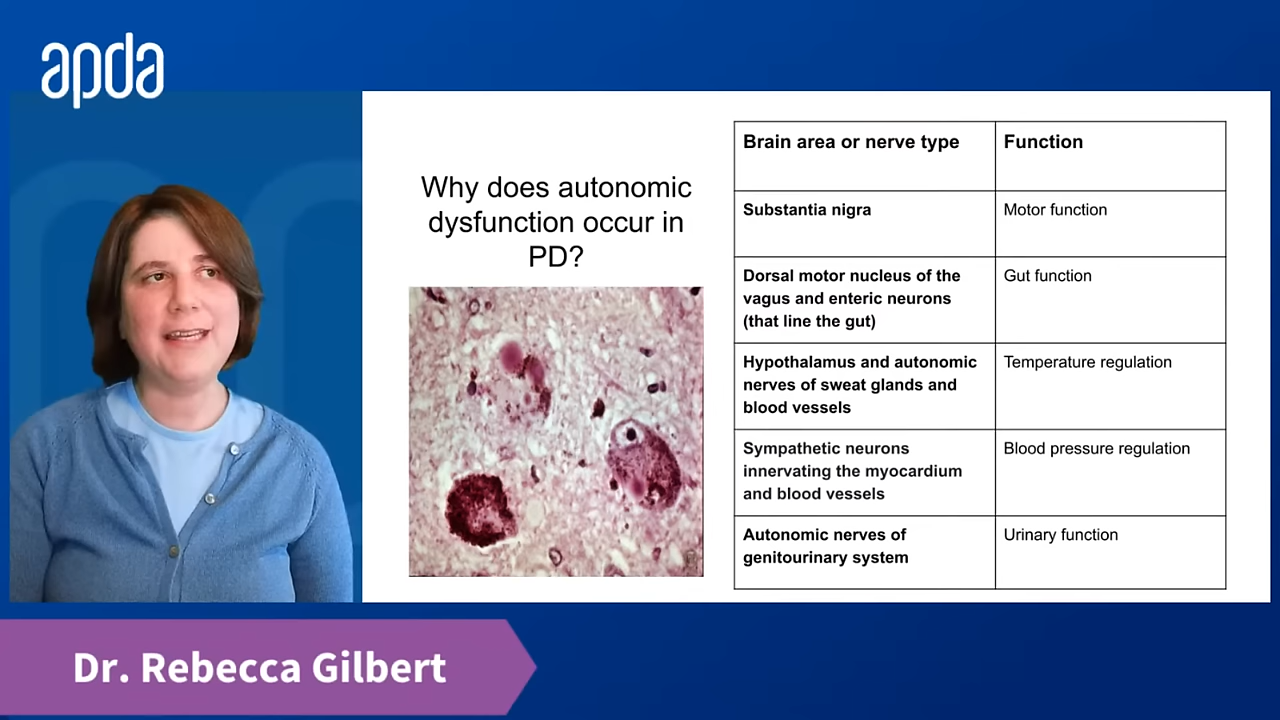 apda
Why does autonomic
dysfunction occur in
PD?
Brain area or nerve type
Function
Substantia nigra
Motor function
Dorsal motor nucleus of the
vagus and enteric neurons
(that line the gut)
Gut function
Hypothalamus and autonomic
nerves of sweat glands and
blood vessels
Temperature regulation
Sympathetic neurons
innervating the myocardium
and blood vessels
Blood pressure regulation
Autonomic nerves of
genitourinary system
Urinary function
Dr. Rebecca Gilbert